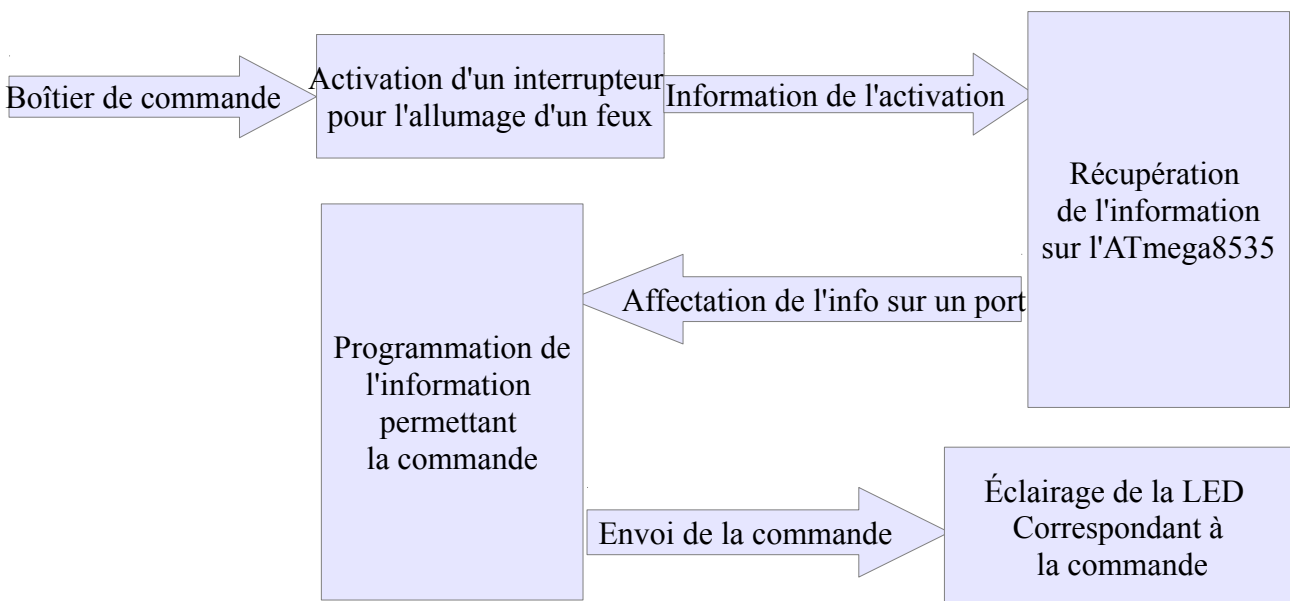 Boîtier de commande
Activation d'un interrupteur
pour l'allumage d'un feux
Information de l'activation
Récupération
de l'information
sur l'ATmega8535
Affectation de l'info sur un port
Programmation de
l'information
permettant
la commande
Envoi de la commande
Éclairage de la LED
Correspondant à
la commande